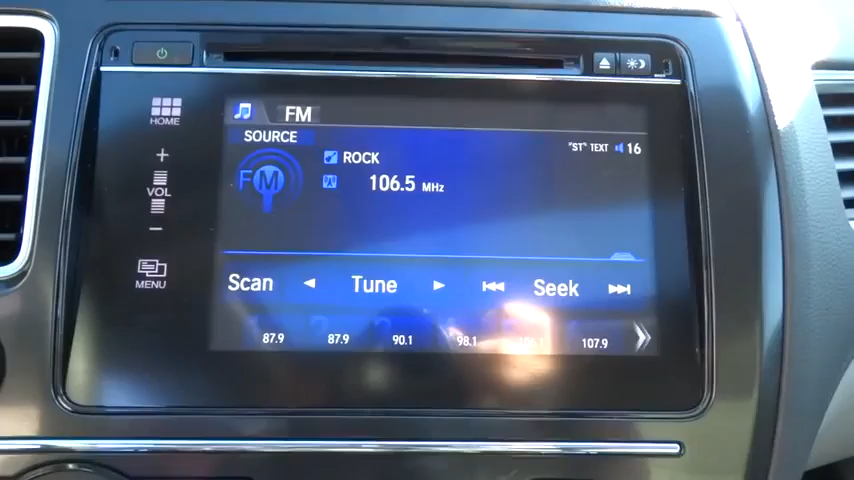 HOME
+
VOL
−
MENU
FM
SOURCE
FM
ROCK
106.5 MHz
"ST" TEXT 16
Scan Tune Seek
87.9 87.9 90.1 98.1 107.9